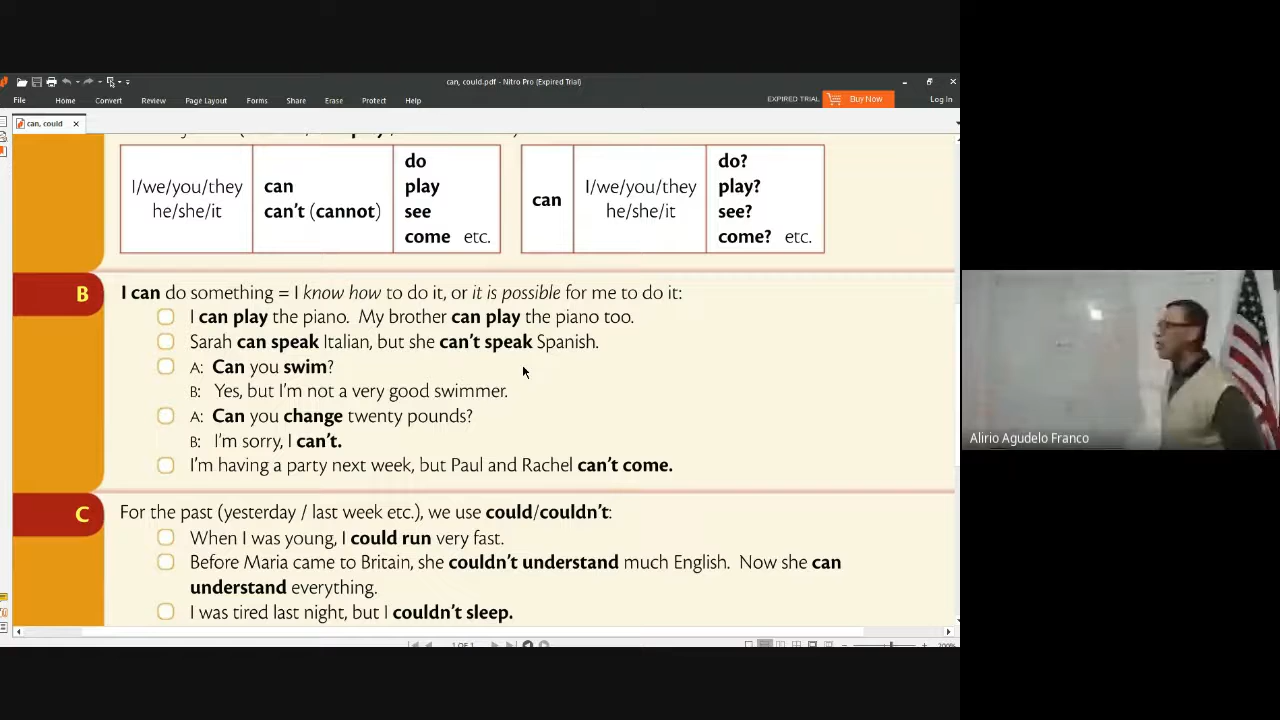 can, could.pdf - Nitro Pro (Expired Trial)
File Home Convert Review Page Layout Forms Share Erase Protect Help
EXPIRED TRIAL Buy Now Log In
can, could
I/we/you/they
he/she/it
can
can't (cannot)
do
play
see
come etc.
can
I/we/you/they
he/she/it
do?
play?
see?
come? etc.
B
I can do something = I know how to do it, or it is possible for me to do it:
I can play the piano. My brother can play the piano too.
Sarah can speak Italian, but she can't speak Spanish.
A: Can you swim?
B: Yes, but I'm not a very good swimmer.
A: Can you change twenty pounds?
B: I'm sorry, I can't.
I'm having a party next week, but Paul and Rachel can't come.
C
For the past (yesterday / last week etc.), we use could/couldn't:
When I was young, I could run very fast.
Before Maria came to Britain, she couldn't understand much English. Now she can
understand everything.
I was tired last night, but I couldn't sleep.
1 OF 1
200%
Alirio Agudelo Franco